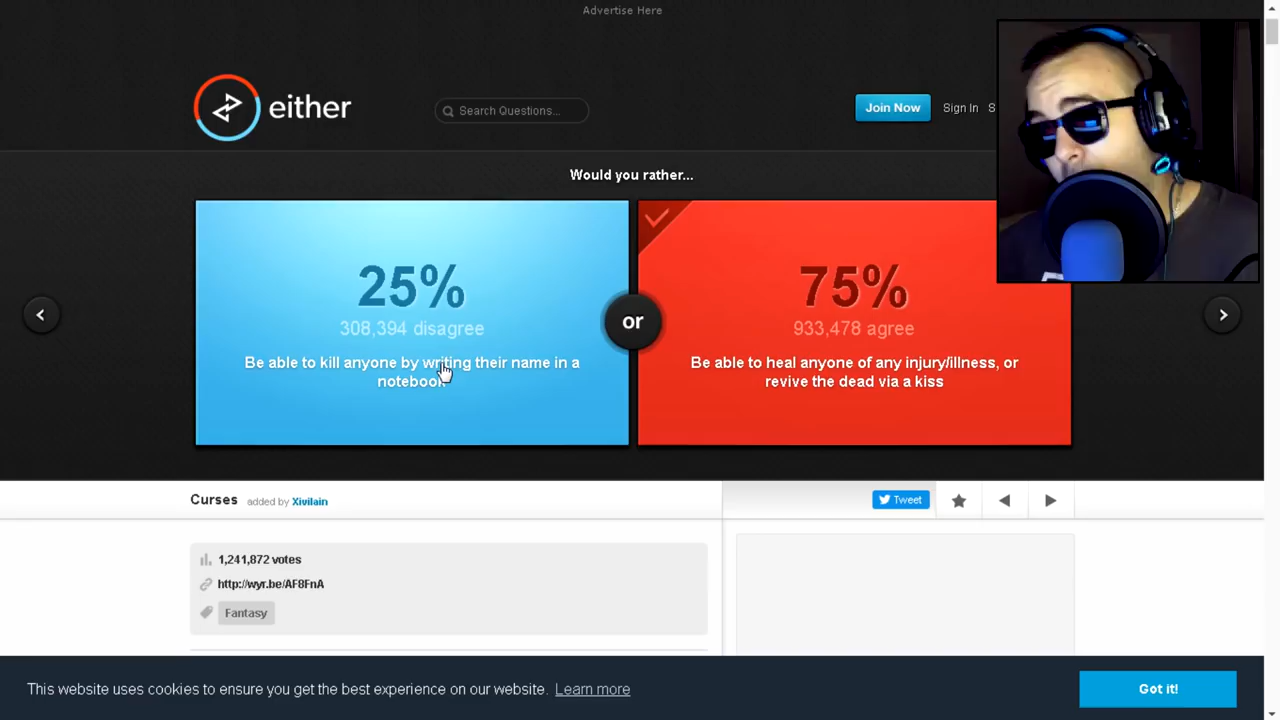 Advertise Here
either
Search Questions...
Join Now
Sign In
S
Would you rather...
25%
308,394 disagree
Be able to kill anyone by writing their name in a
notebook
or
75%
933,478 agree
Be able to heal anyone of any injury/illness, or
revive the dead via a kiss
Curses added by Xivilain
Tweet
1,241,872 votes
http://wyr.be/AF8FnA
Fantasy
This website uses cookies to ensure you get the best experience on our website. Learn more
Got it!